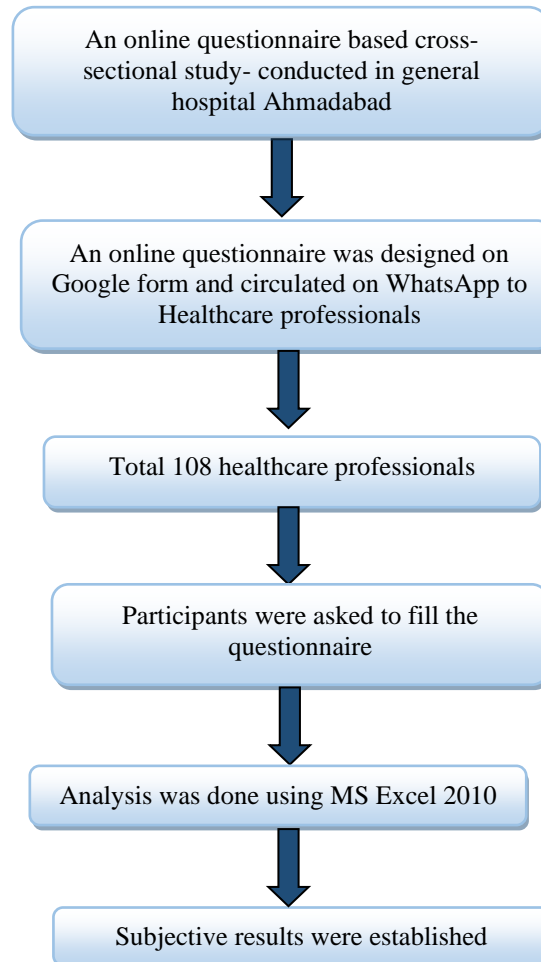 An online questionnaire based cross-
sectional study- conducted in general
hospital Ahmadabad
An online questionnaire was designed on
Google form and circulated on WhatsApp to
Healthcare professionals
Total 108 healthcare professionals
Participants were asked to fill the
questionnaire
Analysis was done using MS Excel 2010
Subjective results were established